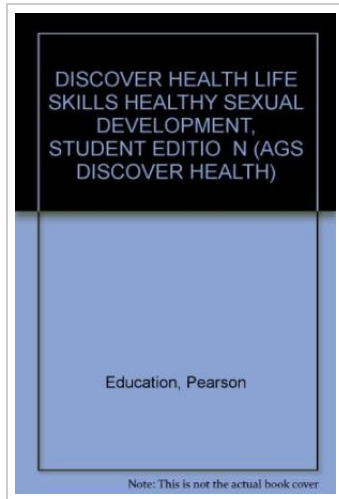 DISCOVER HEALTH LIFE
SKILLS HEALTHY SEXUAL
DEVELOPMENT,
STUDENT EDITIO N (AGS
DISCOVER HEALTH)
Education, Pearson
Note: This is not the actual book cover